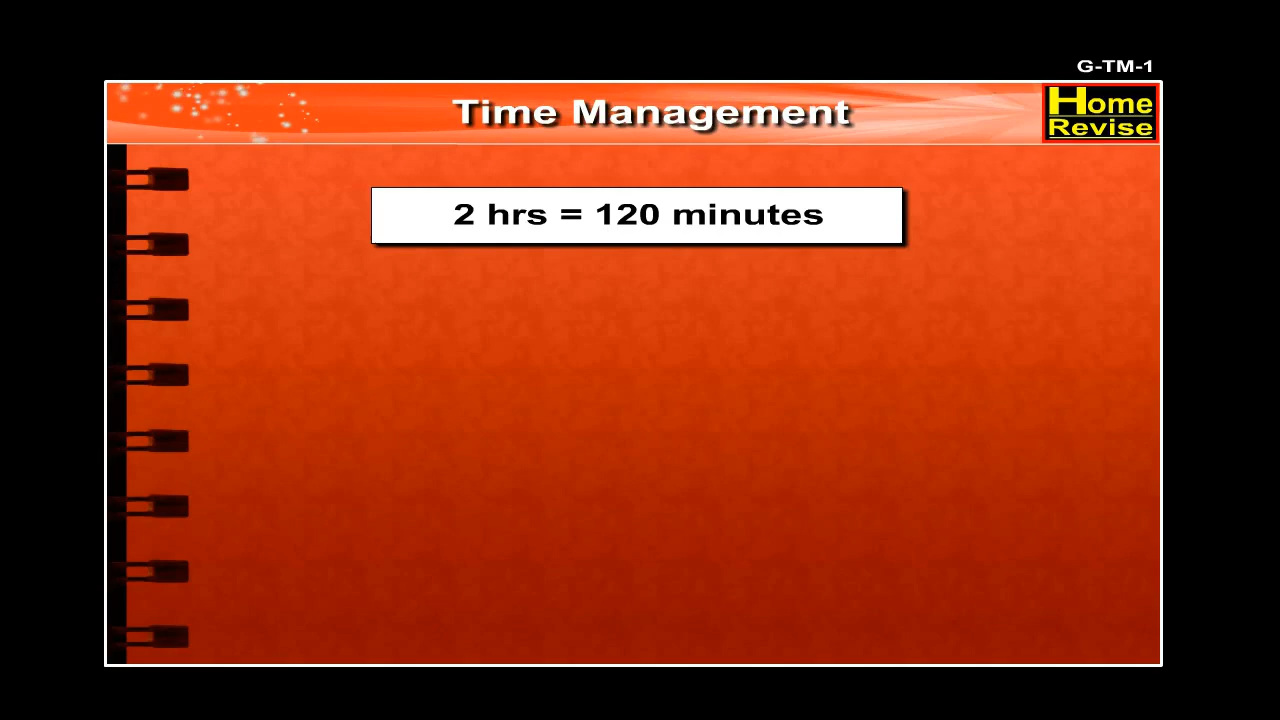 G-TM-1
Time Management
Home
Revise
2 hrs = 120 minutes